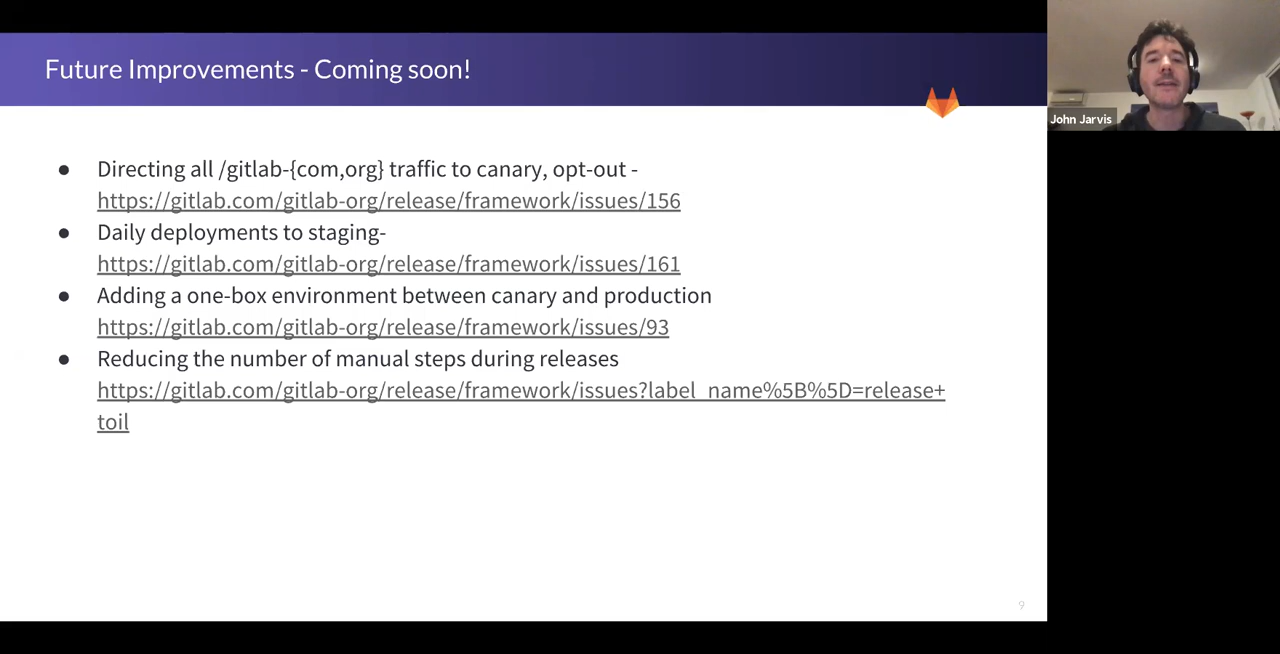 Future Improvements - Coming soon!
John Jarvis
● Directing all /gitlab-{com,org} traffic to canary, opt-out -
https://gitlab.com/gitlab-org/release/framework/issues/156
● Daily deployments to staging-
https://gitlab.com/gitlab-org/release/framework/issues/161
● Adding a one-box environment between canary and production
https://gitlab.com/gitlab-org/release/framework/issues/93
● Reducing the number of manual steps during releases
https://gitlab.com/gitlab-org/release/framework/issues?label_name%5B%5D=release+
toil
9